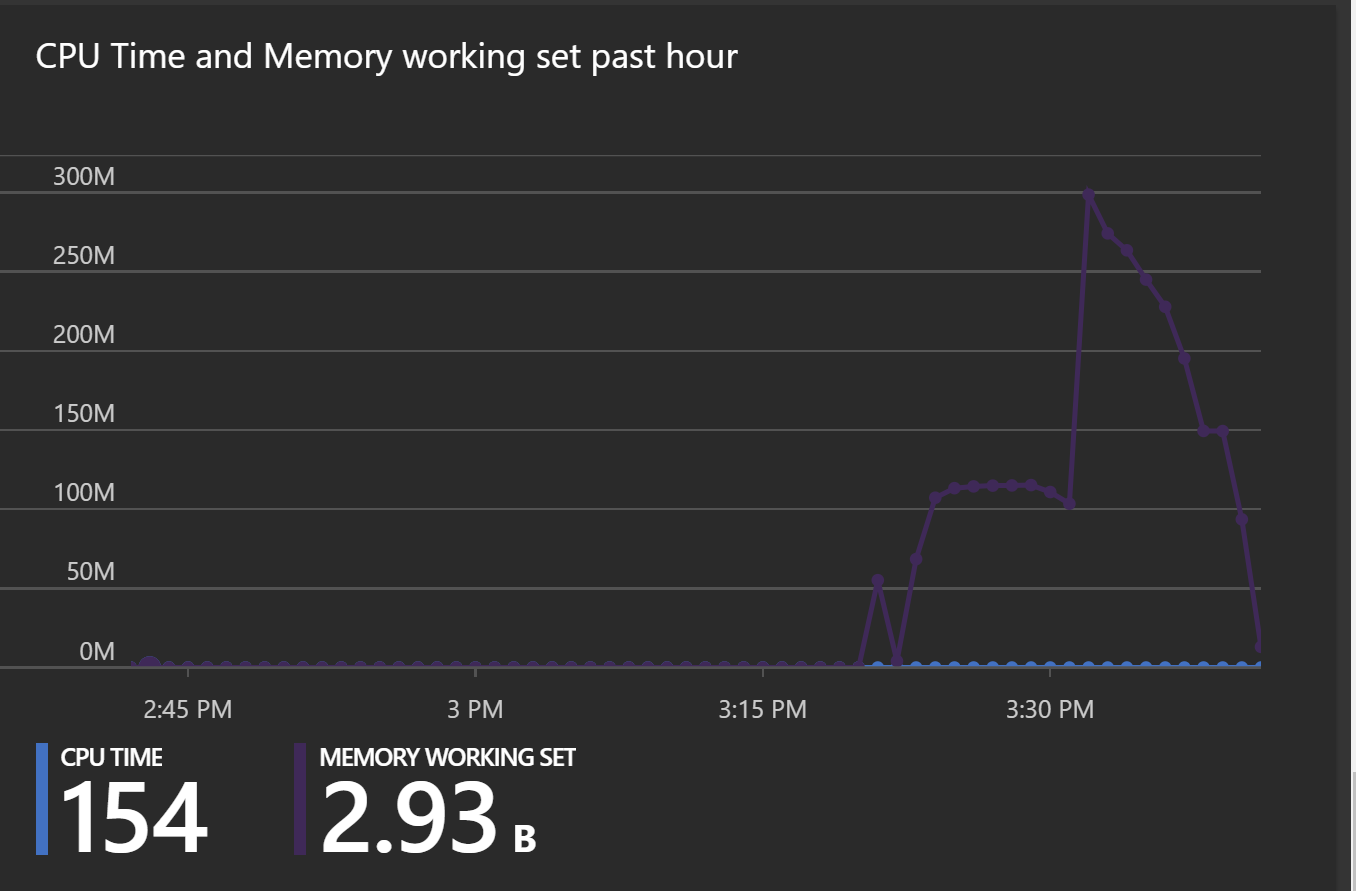 CPU Time and Memory working set past hour
300M
250M
200M
150M
100M
50M
0M
2:45 PM 3 PM 3:15 PM 3:30 PM
CPU TIME MEMORY WORKING SET
154 2.93 B